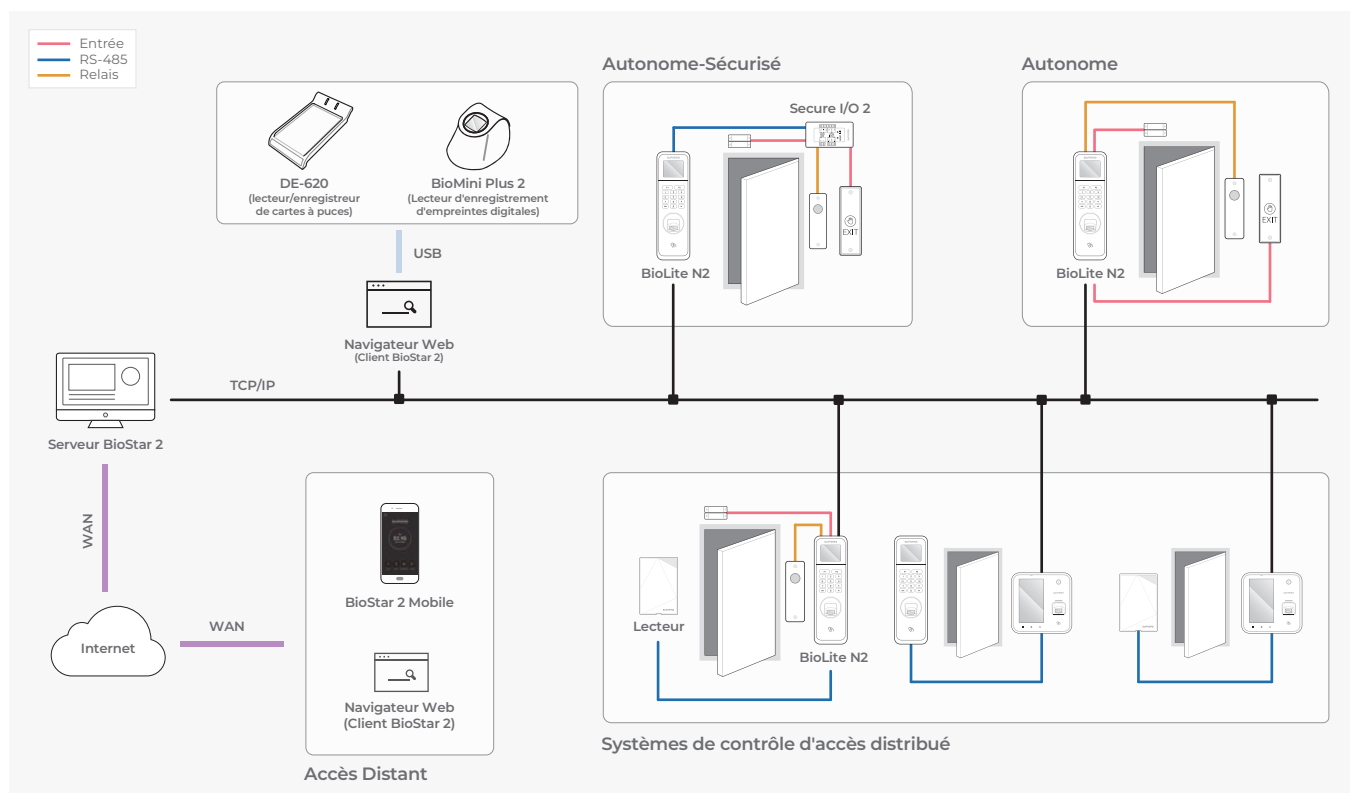 Entrée
RS-485
Relais
DE-620
(lecteur/enregistreur
de cartes à puces)
BioMini Plus 2
(Lecteur d'enregistrement
d'empreintes digitales)
USB
Navigateur Web
(Client BioStar 2)
Autonome-Sécurisé
Secure I/O 2
EXIT
BioLite N2
Autonome
EXIT
BioLite N2
TCP/IP
Serveur BioStar 2
WAN
Internet
WAN
BioStar 2 Mobile
Navigateur Web
(Client BioStar 2)
Accès Distant
Lecteur
BioLite N2
Systèmes de contrôle d'accès distribué